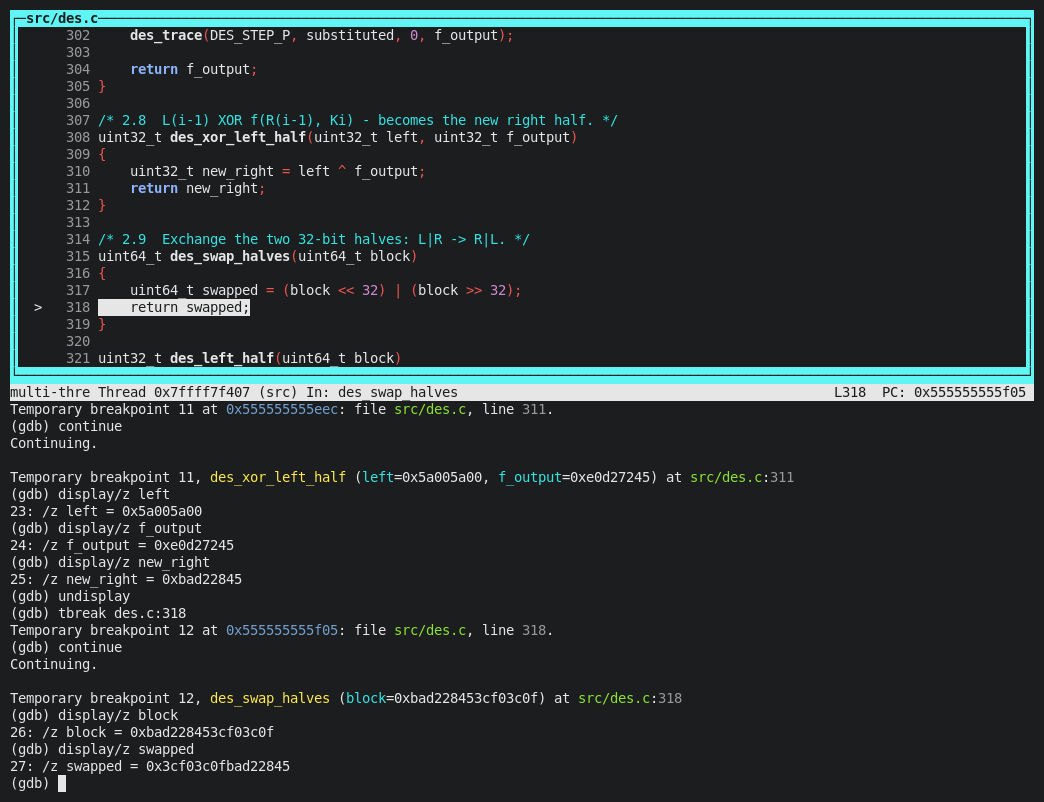 src/des.c
302     des_trace(DES_STEP_P, substituted, 0, f_output);
303
304     return f_output;
305 }
306
307 /* 2.8  L(i-1) XOR f(R(i-1), Ki) - becomes the new right half. */
308 uint32_t des_xor_left_half(uint32_t left, uint32_t f_output)
309 {
310     uint32_t new_right = left ^ f_output;
311     return new_right;
312 }
313
314 /* 2.9  Exchange the two 32-bit halves: L|R -> R|L. */
315 uint64_t des_swap_halves(uint64_t block)
316 {
317     uint64_t swapped = (block << 32) | (block >> 32);
> 318     return swapped;
319 }
320
321 uint32_t des_left_half(uint64_t block)
multi-thre Thread 0x7ffff7f407 (src) In: des_swap_halves L318 PC: 0x555555555f05
Temporary breakpoint 11 at 0x555555555eec: file src/des.c, line 311.
(gdb) continue
Continuing.

Temporary breakpoint 11, des_xor_left_half (left=0x5a005a00, f_output=0xe0d27245) at src/des.c:311
(gdb) display/z left
23: /z left = 0x5a005a00
(gdb) display/z f_output
24: /z f_output = 0xe0d27245
(gdb) display/z new_right
25: /z new_right = 0xbad22845
(gdb) undisplay
(gdb) tbreak des.c:318
Temporary breakpoint 12 at 0x555555555f05: file src/des.c, line 318.
(gdb) continue
Continuing.

Temporary breakpoint 12, des_swap_halves (block=0xbad228453cf03c0f) at src/des.c:318
(gdb) display/z block
26: /z block = 0xbad228453cf03c0f
(gdb) display/z swapped
27: /z swapped = 0x3cf03c0fbad22845
(gdb)